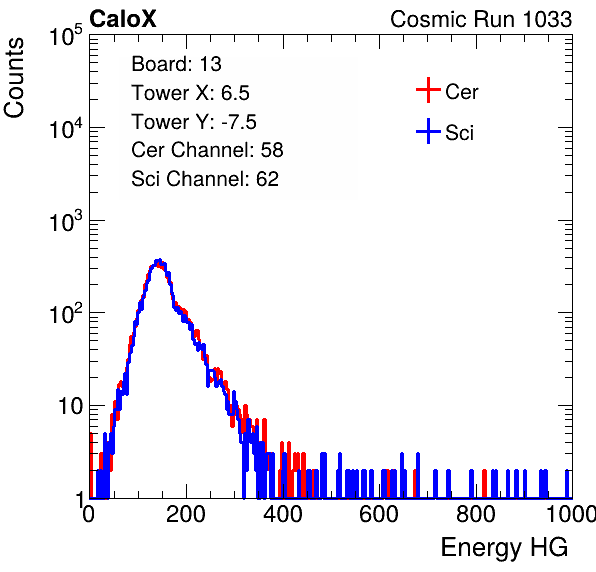 CaloX Cosmic Run 1033
Counts
10^5
10^4
10^3
10^2
10
1
Board: 13
Tower X: 6.5
Tower Y: -7.5
Cer Channel: 58
Sci Channel: 62
Cer
Sci
0 200 400 600 800 1000
Energy HG